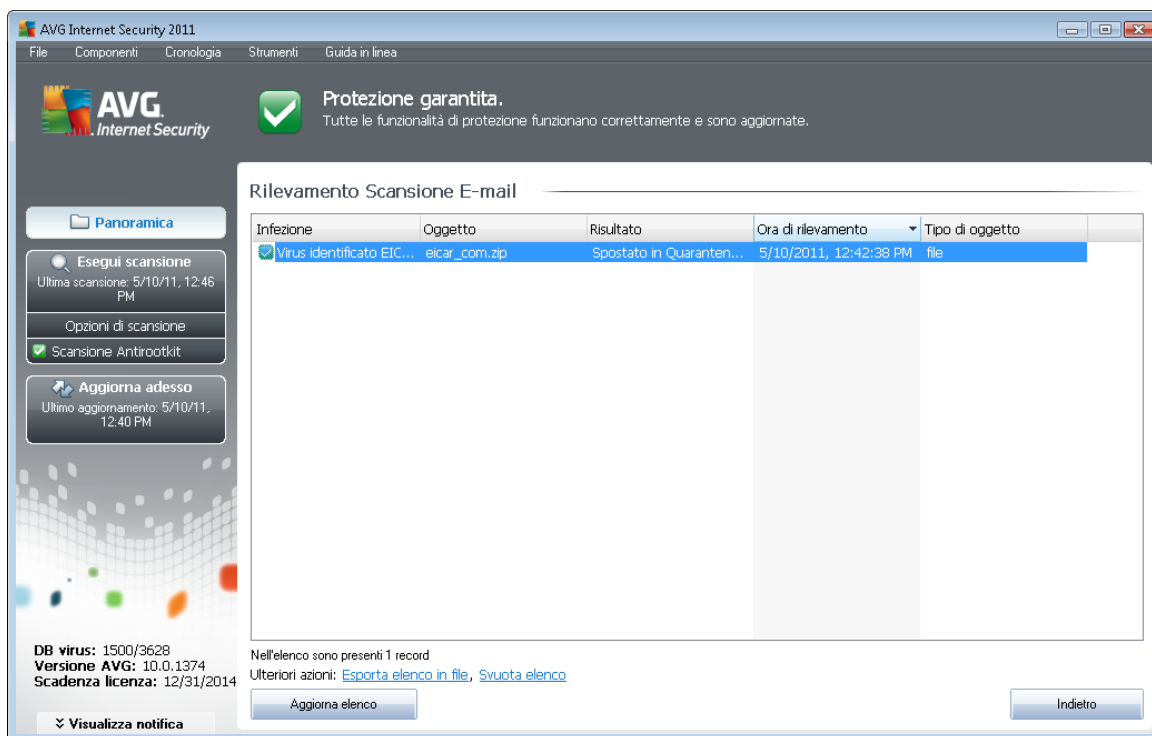 AVG Internet Security 2011
File Componenti Cronologia Strumenti Guida in linea
AVG.
Internet Security
Protezione garantita.
Tutte le funzionalità di protezione funzionano correttamente e sono aggiornate.
Panoramica
Esegui scansione
Ultima scansione: 5/10/11, 12:46
PM
Opzioni di scansione
Scansione Antirootkit
Aggiorna adesso
Ultimo aggiornamento: 5/10/11,
12:40 PM
DB virus: 1500/3628
Versione AVG: 10.0.1374
Scadenza licenza: 12/31/2014
Visualizza notifica
Rilevamento Scansione E-mail
Infezione Oggetto Risultato Ora di rilevamento Tipo di oggetto
Virus identificato EIC... eicar_com.zip Spostato in Quaranten... 5/10/2011, 12:42:38 PM file
Nell'elenco sono presenti 1 record
Ulteriori azioni: Esporta elenco in file, Svuota elenco
Aggiorna elenco Indietro